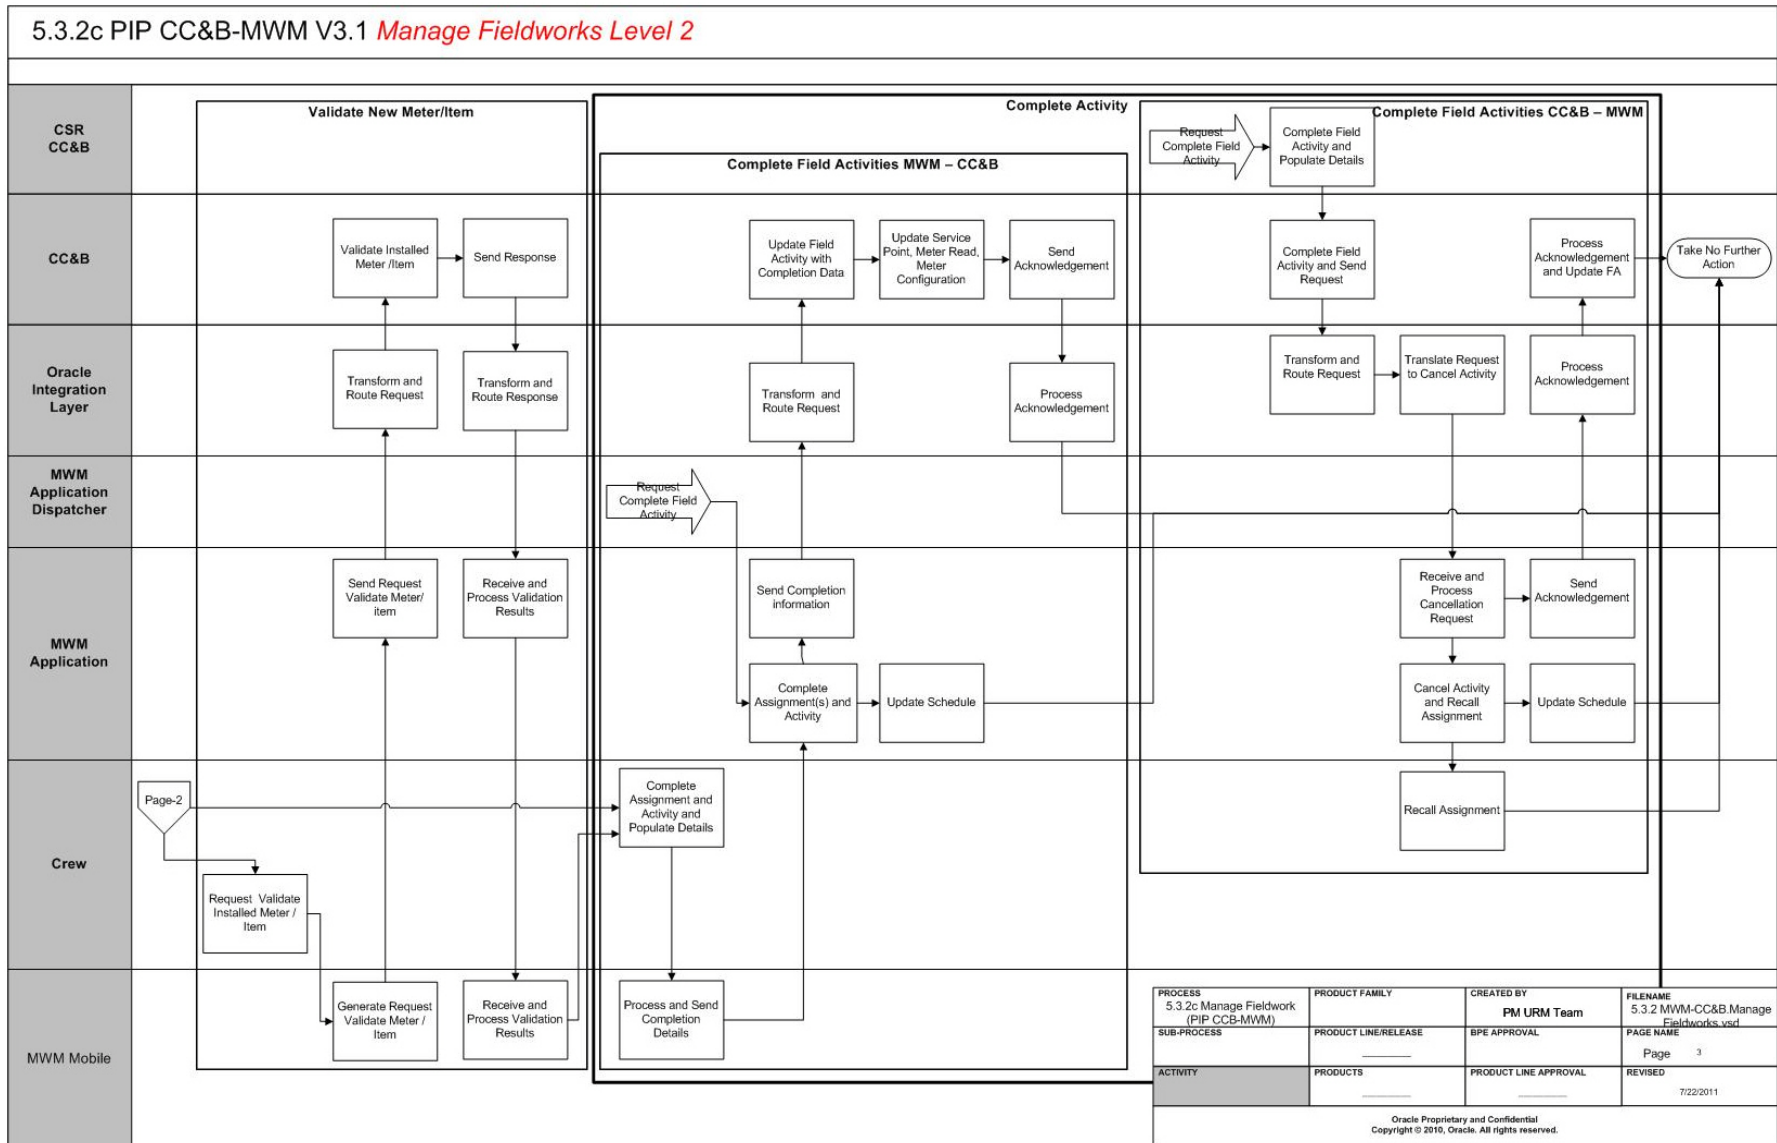 5.3.2c PIP CC&B-MWM V3.1 Manage Fieldworks Level 2
CSR
CC&B
Validate New Meter/Item
Complete Activity
Complete Field Activities MWM – CC&B
Complete Field Activities CC&B – MWM
Request
Complete Field
Activity
Complete Field
Activity and
Populate Details
CC&B
Validate Installed
Meter /Item
Send Response
Update Field
Activity with
Completion Data
Update Service
Point, Meter Read,
Meter
Configuration
Send
Acknowledgement
Complete Field
Activity and Send
Request
Process
Acknowledgement
and Update FA
Take No Further
Action
Oracle
Integration
Layer
Transform and
Route Request
Transform and
Route Response
Transform and
Route Request
Process
Acknowledgement
Transform and
Route Request
Translate Request
to Cancel Activity
Process
Acknowledgement
MWM
Application
Dispatcher
Request
Complete Field
Activity
MWM
Application
Send Request
Validate Meter/
item
Receive and
Process Validation
Results
Send Completion
information
Receive and
Process
Cancellation
Request
Send
Acknowledgement
Complete
Assignment(s) and
Activity
Update Schedule
Cancel Activity
and Recall
Assignment
Update Schedule
Crew
Page-2
Complete
Assignment and
Activity and
Populate Details
Recall Assignment
Request Validate
Installed Meter /
Item
MWM Mobile
Generate Request
Validate Meter /
Item
Receive and
Process Validation
Results
Process and Send
Completion
Details
PROCESS
5.3.2c Manage Fieldwork
(PIP CCB-MWM)
PRODUCT FAMILY
CREATED BY
PM URM Team
FILENAME
5.3.2 MWM-CC&B.Manage
Fieldworks.vsd
SUB-PROCESS
PRODUCT LINE/RELEASE
BPE APPROVAL
PAGE NAME
Page 3
ACTIVITY
PRODUCTS
PRODUCT LINE APPROVAL
REVISED
7/22/2011
Oracle Proprietary and Confidential
Copyright © 2010, Oracle. All rights reserved.